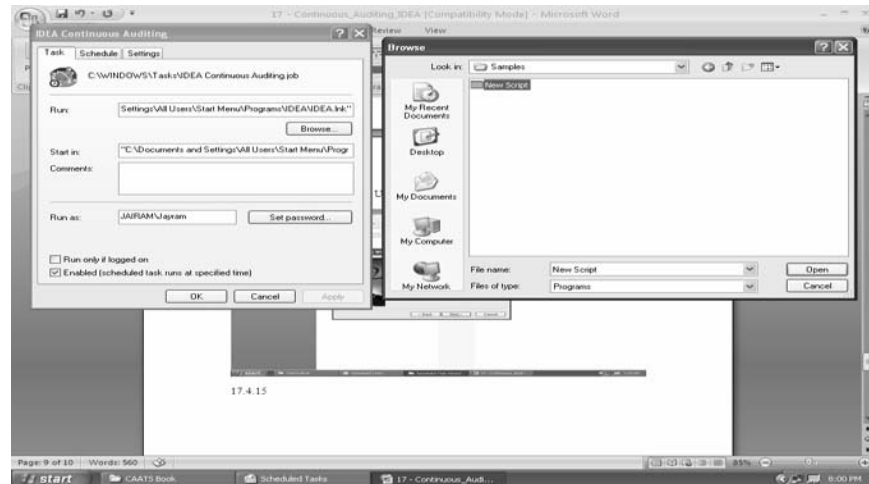 17 - Continuous_Auditing_IDEA [Compatibility Mode] - Microsoft Word
Review View
IDEA Continuous Auditing
Task Schedule Settings
C:\WINDOWS\Tasks\IDEA Continuous Auditing.job
Run: Settings\All Users\Start Menu\Programs\IDEA\IDEA.lnk"
Browse...
Start in: "C:\Documents and Settings\All Users\Start Menu\Progr
Comments:
Run as: JAIRAM\Jayram Set password...
Run only if logged on
Enabled (scheduled task runs at specified time)
OK Cancel Apply
Browse
Look in: Samples
New Script
My Recent
Documents
Desktop
My Documents
My Computer
My Network
File name: New Script Open
Files of type: Programs Cancel
17.4.15
Page: 9 of 10 Words: 560 85%
start CAATS Book Scheduled Tasks 17 - Continuous_Audi... 8:00 PM